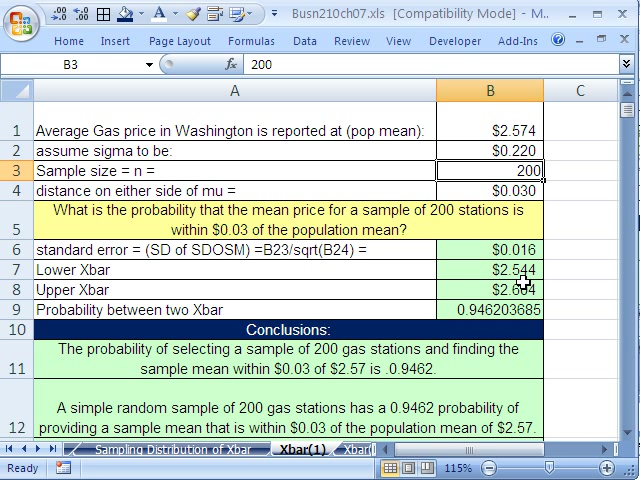 Busn210ch07.xls [Compatibility Mode] - M..
Home Insert Page Layout Formulas Data Review View Developer Add-Ins
B3 fx 200
A B C
1 Average Gas price in Washington is reported at (pop mean): $2.574
2 assume sigma to be: $0.220
3 Sample size = n = 200
4 distance on either side of mu = $0.030
What is the probability that the mean price for a sample of 200 stations is
5 within $0.03 of the population mean?
6 standard error = (SD of SDOSM) =B23/sqrt(B24) = $0.016
7 Lower Xbar $2.544
8 Upper Xbar $2.604
9 Probability between two Xbar 0.946203685
10 Conclusions:
The probability of selecting a sample of 200 gas stations and finding the
11 sample mean within $0.03 of $2.57 is .0.9462.
A simple random sample of 200 gas stations has a 0.9462 probability of
12 providing a sample mean that is within $0.03 of the population mean of $2.57.
Sampling Distribution of Xbar Xbar(1) Xbar(
Ready 115%